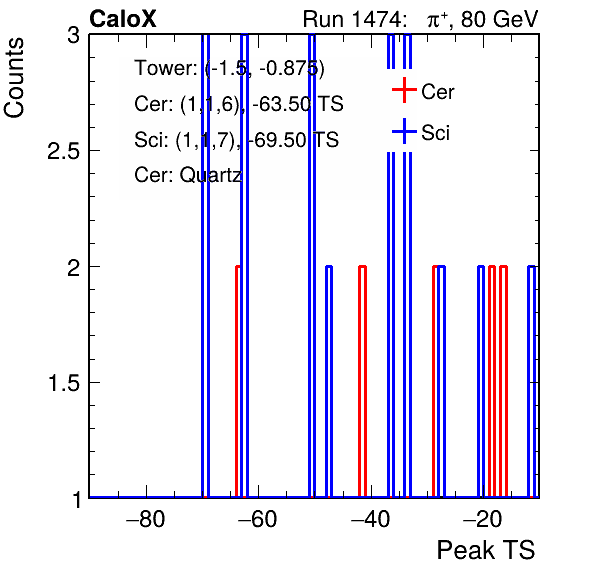 CaloX Run 1474: π+, 80 GeV
Counts
3
2.5
2
1.5
1
Tower: (-1.5, -0.875)
Cer: (1,1,6), -63.50 TS
Sci: (1,1,7), -69.50 TS
Cer: Quartz
Cer
Sci
−80 −60 −40 −20
Peak TS